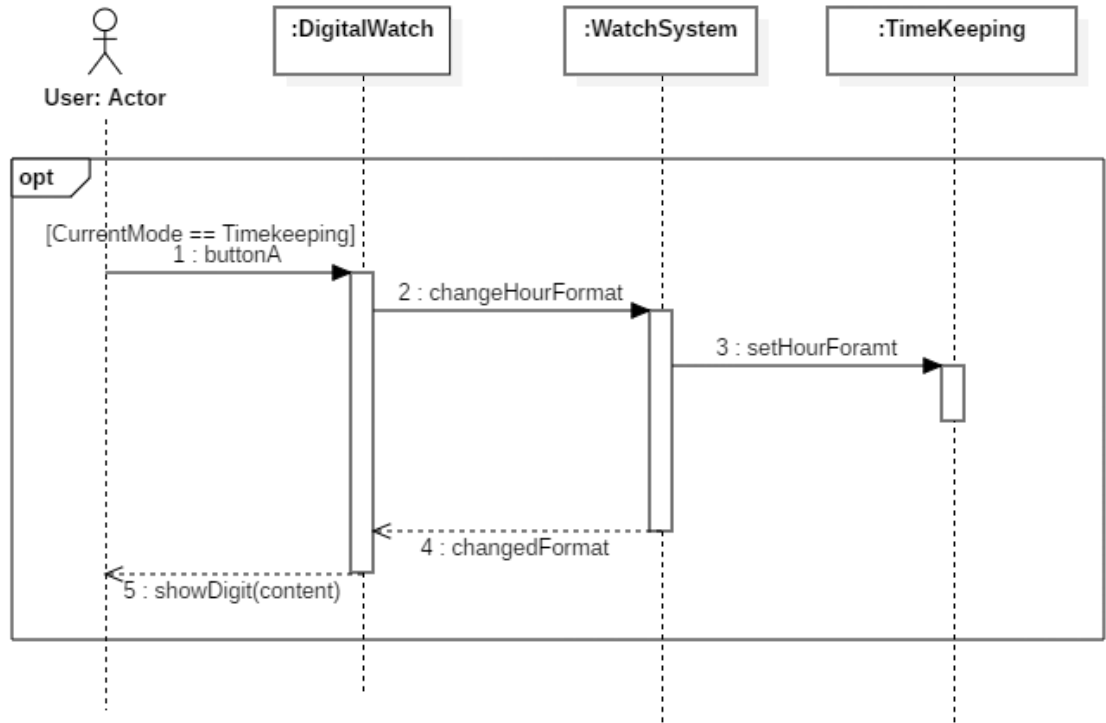 :DigitalWatch
:WatchSystem
:TimeKeeping
User: Actor
opt
[CurrentMode == Timekeeping]
1 : buttonA
2 : changeHourFormat
3 : setHourForamt
4 : changedFormat
5 : showDigit(content)